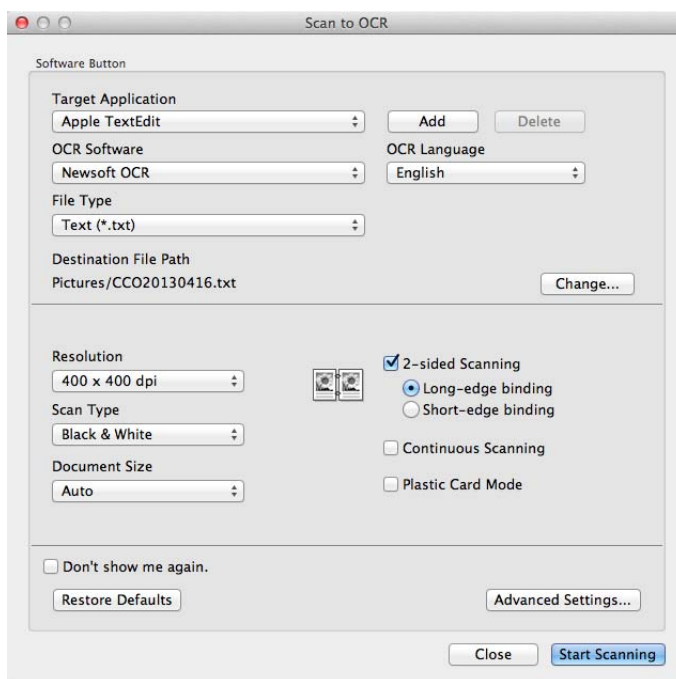 Scan to OCR
Software Button
Target Application
Apple TextEdit
Add
Delete
OCR Software
OCR Language
Newsoft OCR
English
File Type
Text (*.txt)
Destination File Path
Pictures/CCO20130416.txt
Change...
Resolution
2-sided Scanning
400 x 400 dpi
Long-edge binding
Scan Type
Short-edge binding
Black & White
Continuous Scanning
Document Size
Plastic Card Mode
Auto
Don't show me again.
Restore Defaults
Advanced Settings...
Close
Start Scanning